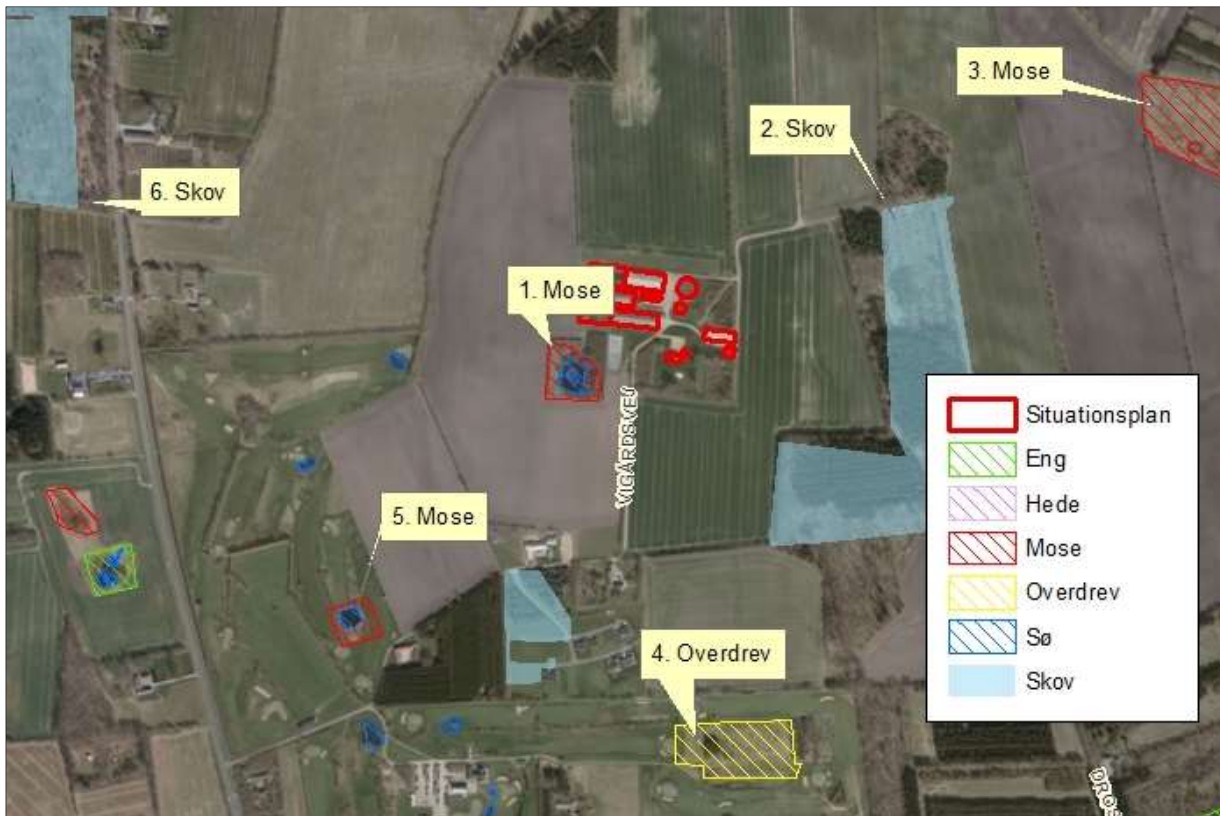 3. Mose
2. Skov
6. Skov
1. Mose
VIGÅRDSVEJ
5. Mose
4. Overdrev
Situationsplan
Eng
Hede
Mose
Overdrev
Sø
Skov
DROS